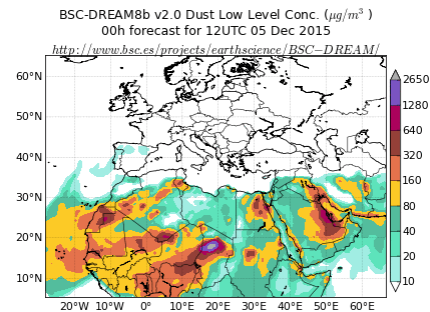 BSC-DREAM8b v2.0 Dust Low Level Conc. (μg/m³ )
00h forecast for 12UTC 05 Dec 2015
http://www.bsc.es/projects/earthscience/BSC−DREAM/
60°N
50°N
40°N
30°N
20°N
10°N
20°W 10°W 0° 10°E 20°E 30°E 40°E 50°E 60°E
2650
1280
640
320
160
80
40
20
10